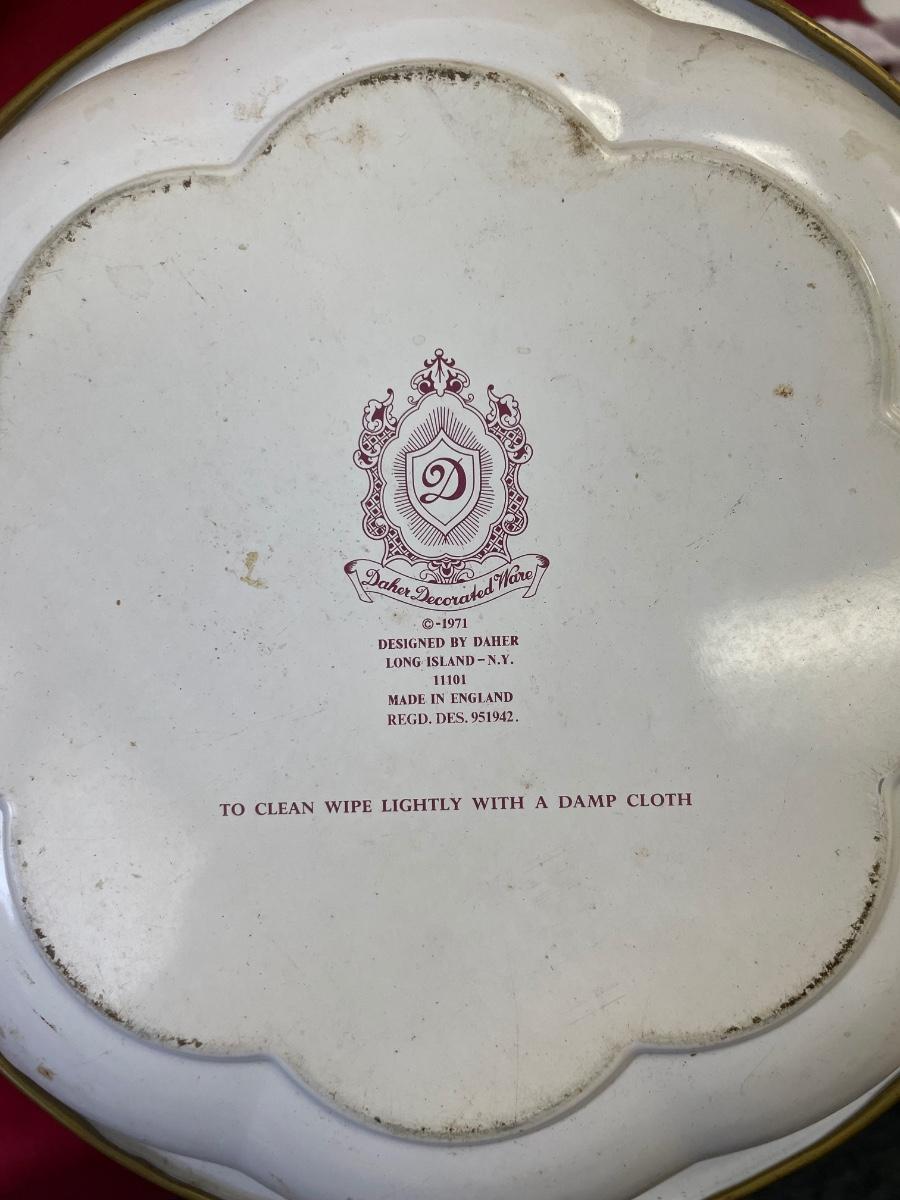 D
Daher Decorated Ware
©-1971
DESIGNED BY DAHER
LONG ISLAND-N.Y.
11101
MADE IN ENGLAND
REGD. DES. 951942.
TO CLEAN WIPE LIGHTLY WITH A DAMP CLOTH